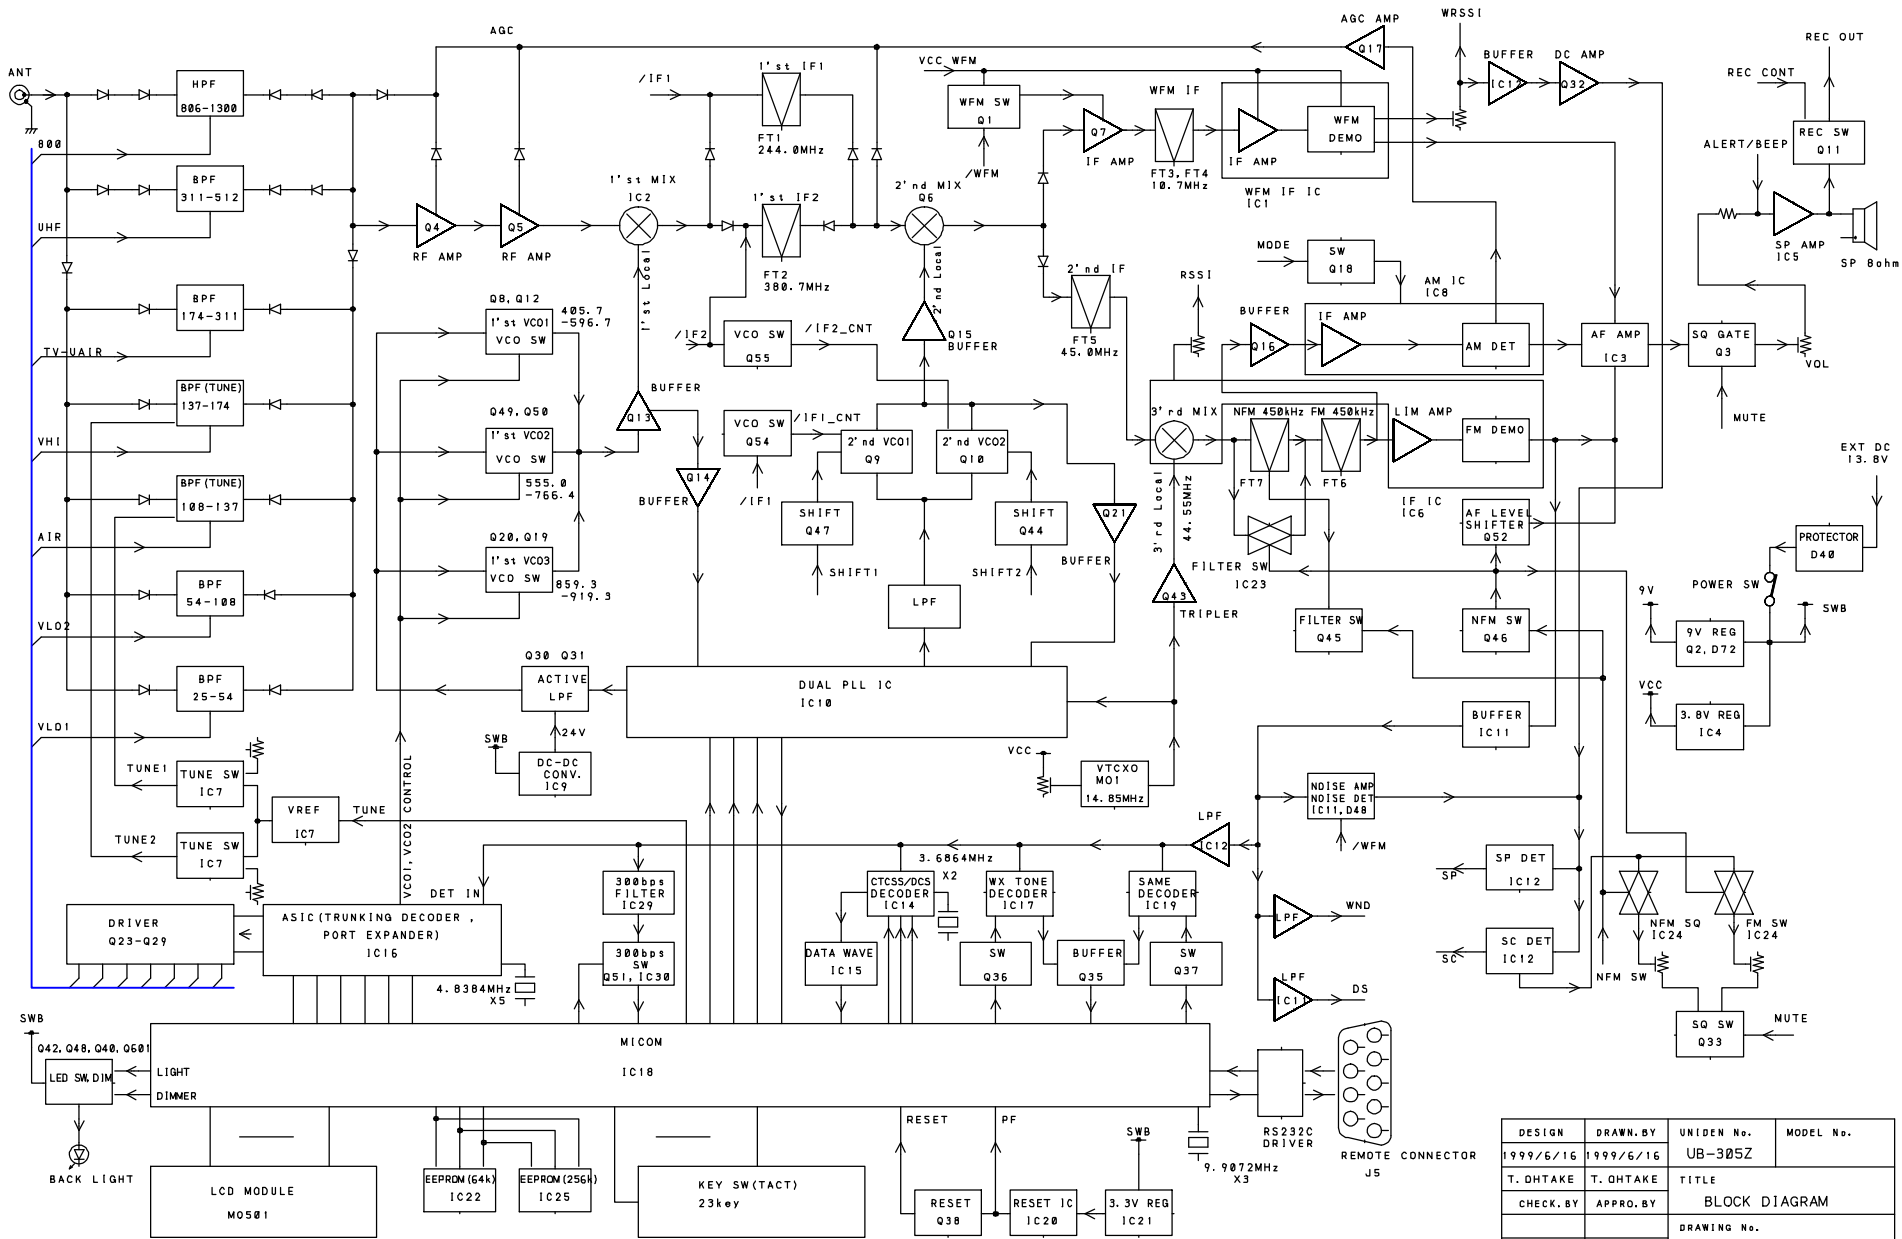 ANT
HPF
806-1300
800
BPF
311-512
UHF
BPF
174-311
TV-UAIR
BPF(TUNE)
137-174
VHI
BPF(TUNE)
108-137
AIR
BPF
54-108
VLO2
BPF
25-54
VLO1
AGC
Q4
RF AMP
Q5
RF AMP
1'st MIX
IC2
/IF1
1'st IF1
FT1
244.0MHz
1'st IF2
FT2
380.7MHz
1'st Local
2'nd MIX
Q6
2'nd Local
Q15
BUFFER
/IF2
VCO SW
Q55
/IF2_CNT
Q8,Q12
1'st VCO1
VCO SW
405.7
-596.7
Q49,Q50
1'st VCO2
VCO SW
555.0
-766.4
Q20,Q19
1'st VCO3
VCO SW
859.3
-919.3
BUFFER
Q13
Q14
BUFFER
VCO SW
Q54
/IF1_CNT
/IF1
2'nd VCO1
Q9
2'nd VCO2
Q10
SHIFT
Q47
SHIFT1
SHIFT
Q44
SHIFT2
LPF
Q21
BUFFER
VCC WFM
WFM SW
Q1
/WFM
Q7
IF AMP
WFM IF
FT3,FT4
10.7MHz
IF AMP
WFM
DEMO
WFM IF IC
IC1
AGC AMP
Q17
WRSSI
BUFFER
DC AMP
Q32
REC OUT
REC CONT
REC SW
Q11
ALERT/BEEP
SP AMP
IC5
SP 8ohm
2'nd IF
FT5
45.0MHz
RSSI
MODE
SW
Q18
AM IC
IC8
BUFFER
Q16
IF AMP
AM DET
AF AMP
IC3
SQ GATE
Q3
VOL
MUTE
3'rd MIX
NFM 450kHz
FM 450kHz
LIM AMP
FM DEMO
FT7
FT6
IF IC
IC6
3'rd Local
44.55MHz
FILTER SW
IC23
Q43
TRIPLER
AF LEVEL
SHIFTER
Q52
FILTER SW
Q45
NFM SW
Q46
EXT DC
13.8V
PROTECTOR
D40
POWER SW
9V
SWB
9V REG
Q2,D72
VCC
3.8V REG
IC4
Q30 Q31
ACTIVE
LPF
24V
SWB
DC-DC
CONV.
IC9
DUAL PLL IC
IC10
VCC
VTCXO
MO1
14.85MHz
BUFFER
IC11
NOISE AMP
NOISE DET
IC11,D48
/WFM
TUNE1
TUNE SW
IC7
TUNE2
TUNE SW
IC7
VREF
IC7
TUNE
VCO1,VCO2 CONTROL
DET IN
LPF
IC12
LPF
WND
LPF
DS
SP
SP DET
IC12
SC
SC DET
IC12
NFM SW
NFM SQ
IC24
FM SW
IC24
SQ SW
Q33
MUTE
DRIVER
Q23-Q29
ASIC(TRUNKING DECODER ,
PORT EXPANDER)
IC16
4.8384MHz
X5
300bps
FILTER
IC29
300bps
SW
Q51,IC30
CTCSS/DCS
DECODER
IC14
3.6864MHz
X2
DATA WAVE
IC15
WX TONE
DECODER
IC17
SW
Q36
SAME
DECODER
IC19
BUFFER
Q35
SW
Q37
SWB
Q42,Q48,Q40,Q601
LED SW,DIM
LIGHT
DIMMER
BACK LIGHT
MICOM
IC18
RS232C
DRIVER
REMOTE CONNECTOR
J5
LCD MODULE
MO501
EEPROM(64k)
IC22
EEPROM(256k)
IC25
KEY SW(TACT)
23key
RESET
PF
RESET
Q38
RESET IC
IC20
SWB
3.3V REG
IC21
9.9072MHz
X3
DESIGN
DRAWN.BY
UNIDEN No.
MODEL No.
1999/6/16
1999/6/16
UB-305Z
T.OHTAKE
T.OHTAKE
TITLE
CHECK.BY
APPRO.BY
BLOCK DIAGRAM
DRAWING No.